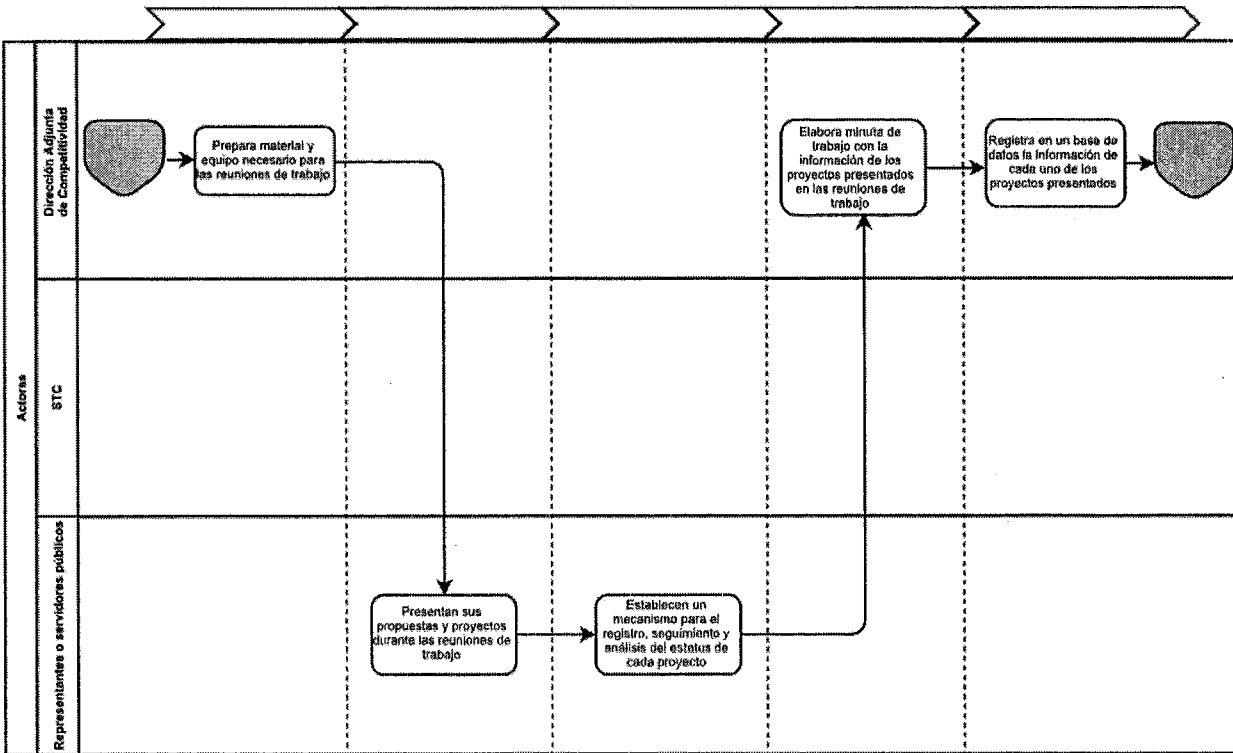 Actores
Dirección Adjunta
de Competitividad
Prepara material y
equipo necesario para
las reuniones de trabajo
Elabora minuta de
trabajo con la
información de los
proyectos presentados
en las reuniones de
trabajo
Registra en un base de
datos la información de
cada uno de los
proyectos presentados
STC
Representantes o servidores públicos
Presentan sus
propuestas y proyectos
durante las reuniones de
trabajo
Establecen un
mecanismo para el
registro, seguimiento y
análisis del estatus de
cada proyecto